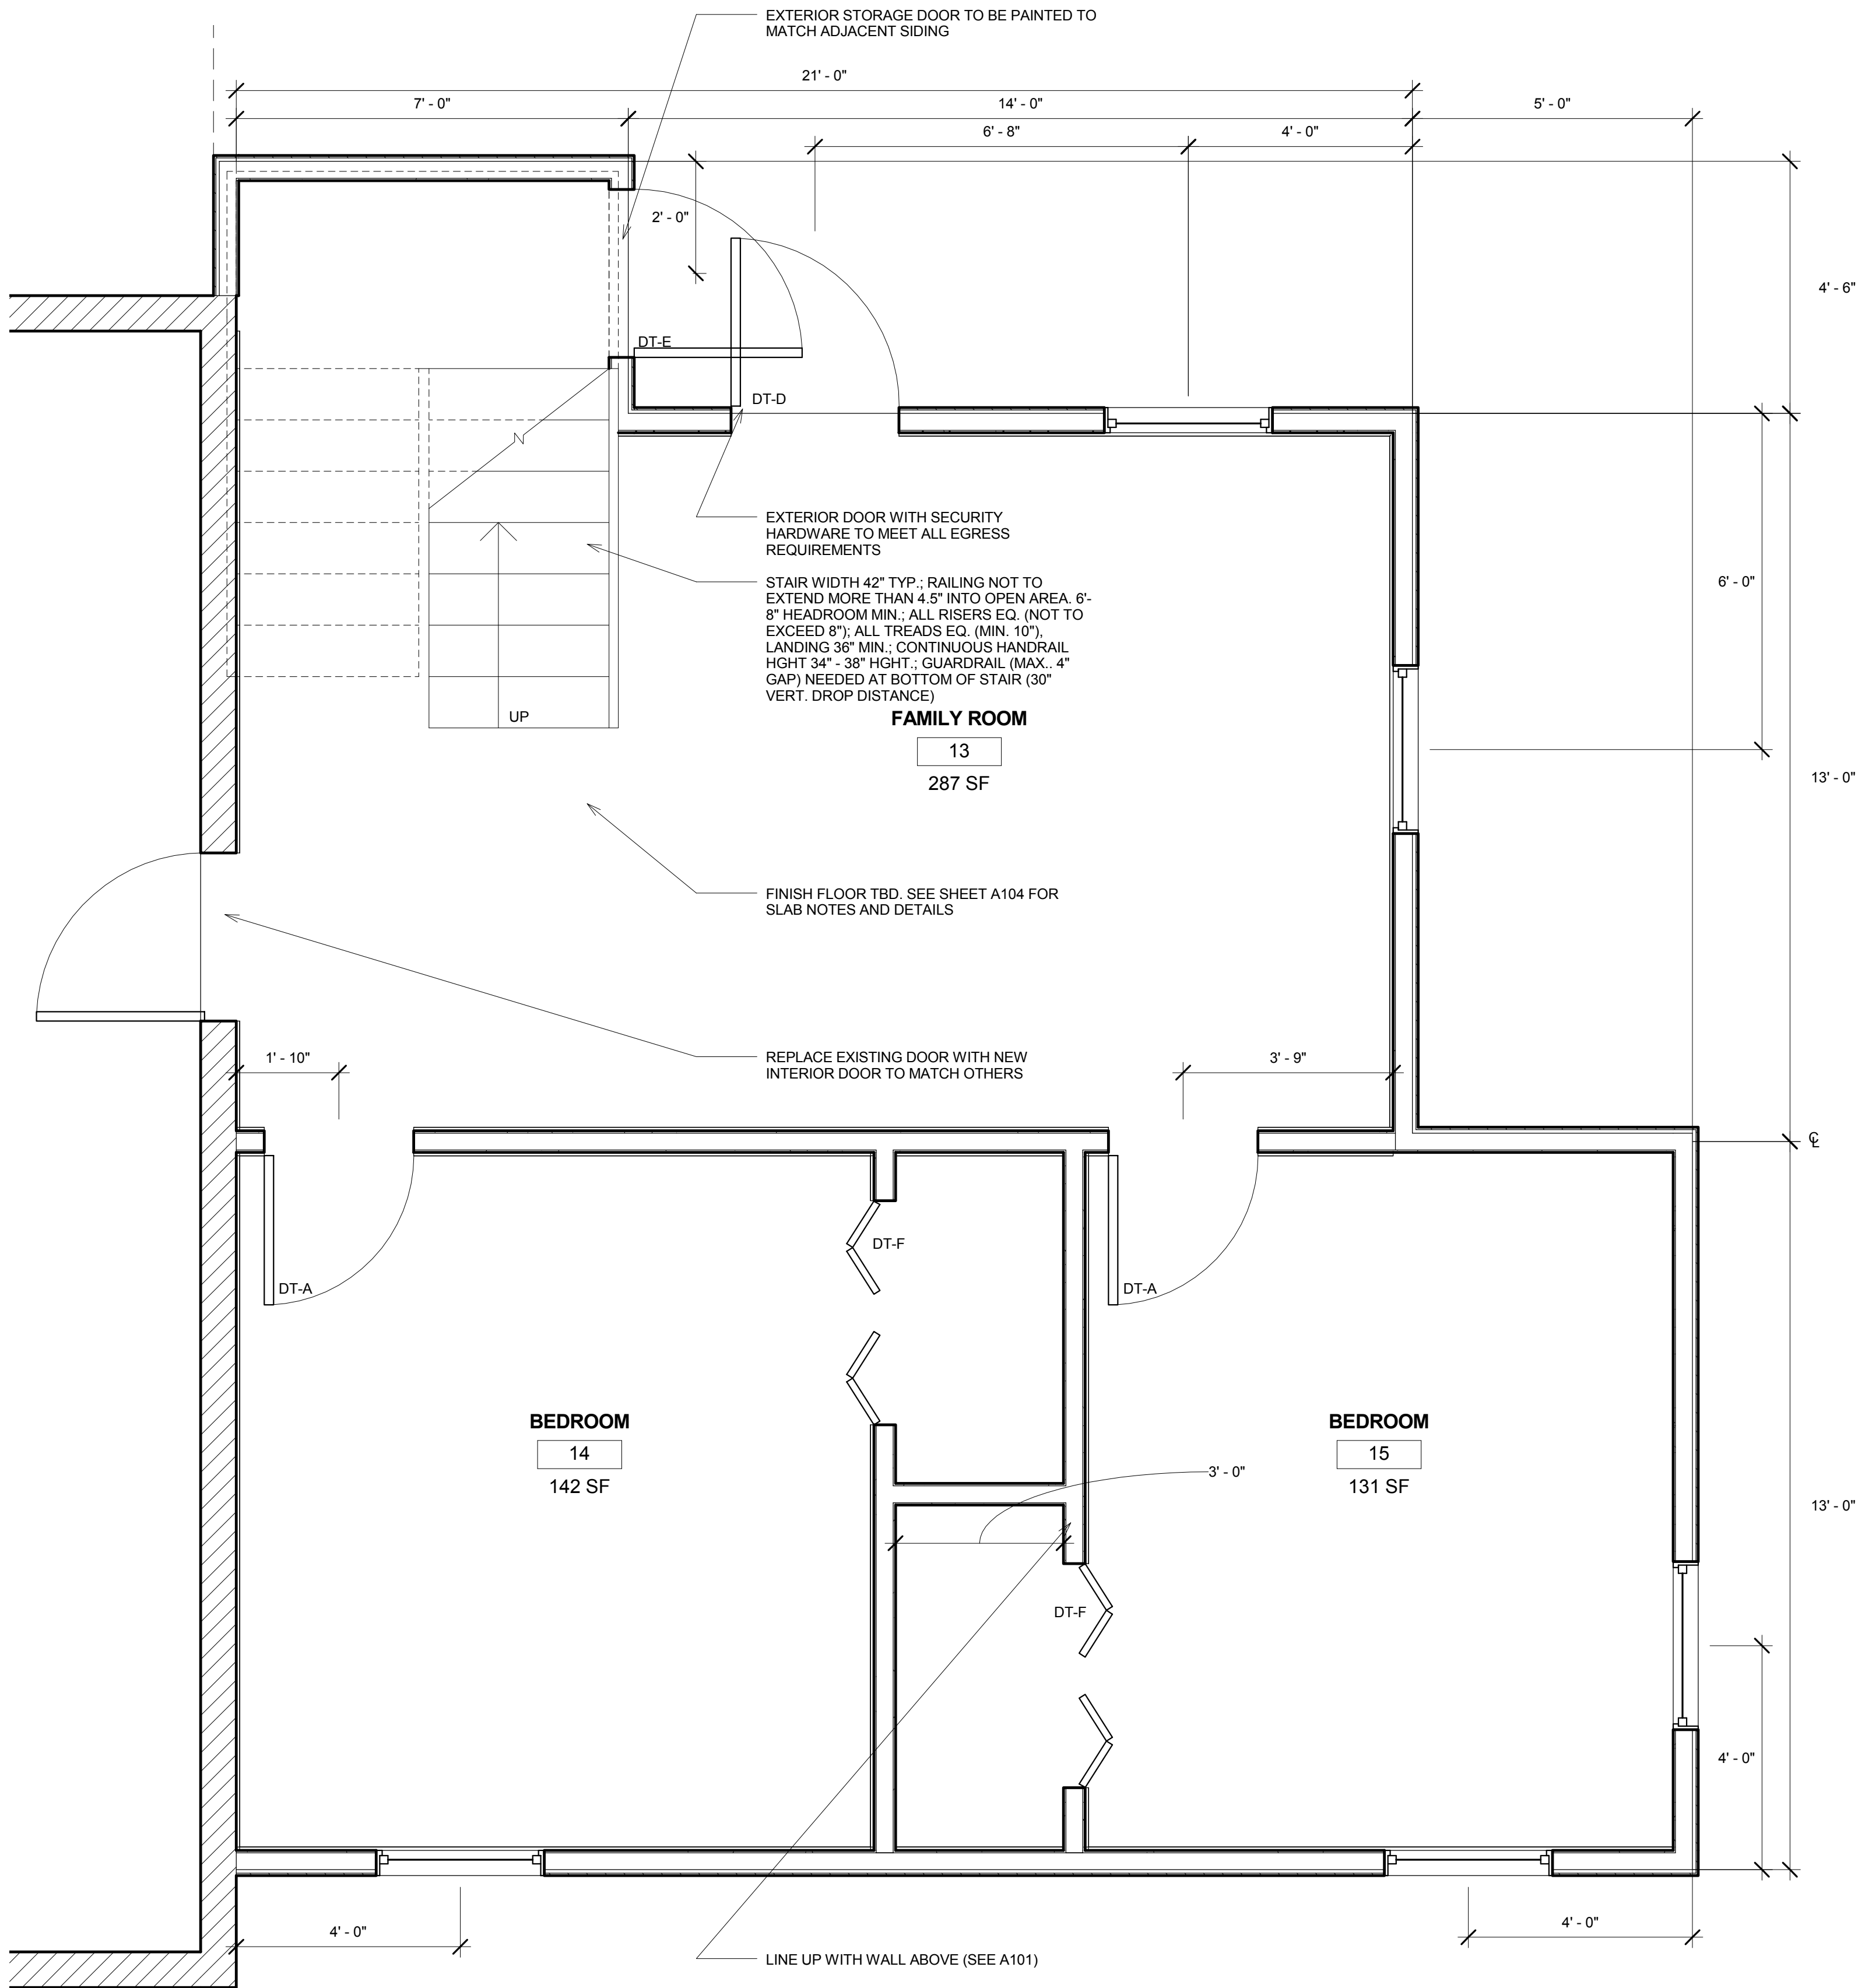 EXTERIOR STORAGE DOOR TO BE PAINTED TO
MATCH ADJACENT SIDING
21' - 0"
7' - 0"
14' - 0"
5' - 0"
6' - 8"
4' - 0"
2' - 0"
4' - 6"
DT-E
DT-D
N
EXTERIOR DOOR WITH SECURITY
HARDWARE TO MEET ALL EGRESS
REQUIREMENTS
STAIR WIDTH 42" TYP.; RAILING NOT TO
EXTEND MORE THAN 4.5" INTO OPEN AREA. 6'-
8" HEADROOM MIN.; ALL RISERS EQ. (NOT TO
EXCEED 8"); ALL TREADS EQ. (MIN. 10"),
LANDING 36" MIN.; CONTINUOUS HANDRAIL
HGHT 34" - 38" HGHT.; GUARDRAIL (MAX.. 4"
GAP) NEEDED AT BOTTOM OF STAIR (30"
VERT. DROP DISTANCE)
6' - 0"
UP
FAMILY ROOM
13
287 SF
13' - 0"
FINISH FLOOR TBD. SEE SHEET A104 FOR
SLAB NOTES AND DETAILS
1' - 10"
REPLACE EXISTING DOOR WITH NEW
INTERIOR DOOR TO MATCH OTHERS
3' - 9"
℄
DT-F
DT-A
DT-A
BEDROOM
14
142 SF
BEDROOM
15
131 SF
3' - 0"
13' - 0"
DT-F
4' - 0"
4' - 0"
4' - 0"
LINE UP WITH WALL ABOVE (SEE A101)